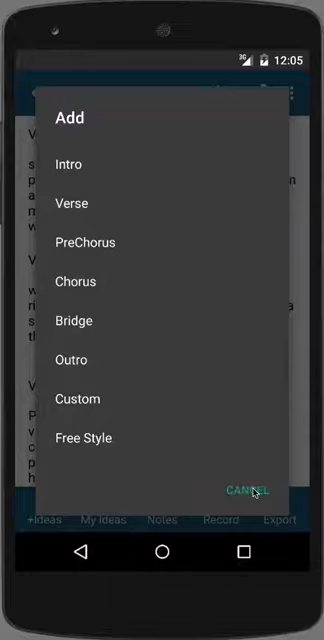 3G 12:05
Add
Intro
Verse
PreChorus
Chorus
Bridge
Outro
Custom
Free Style
CANCEL
+Ideas My Ideas Notes Record Export